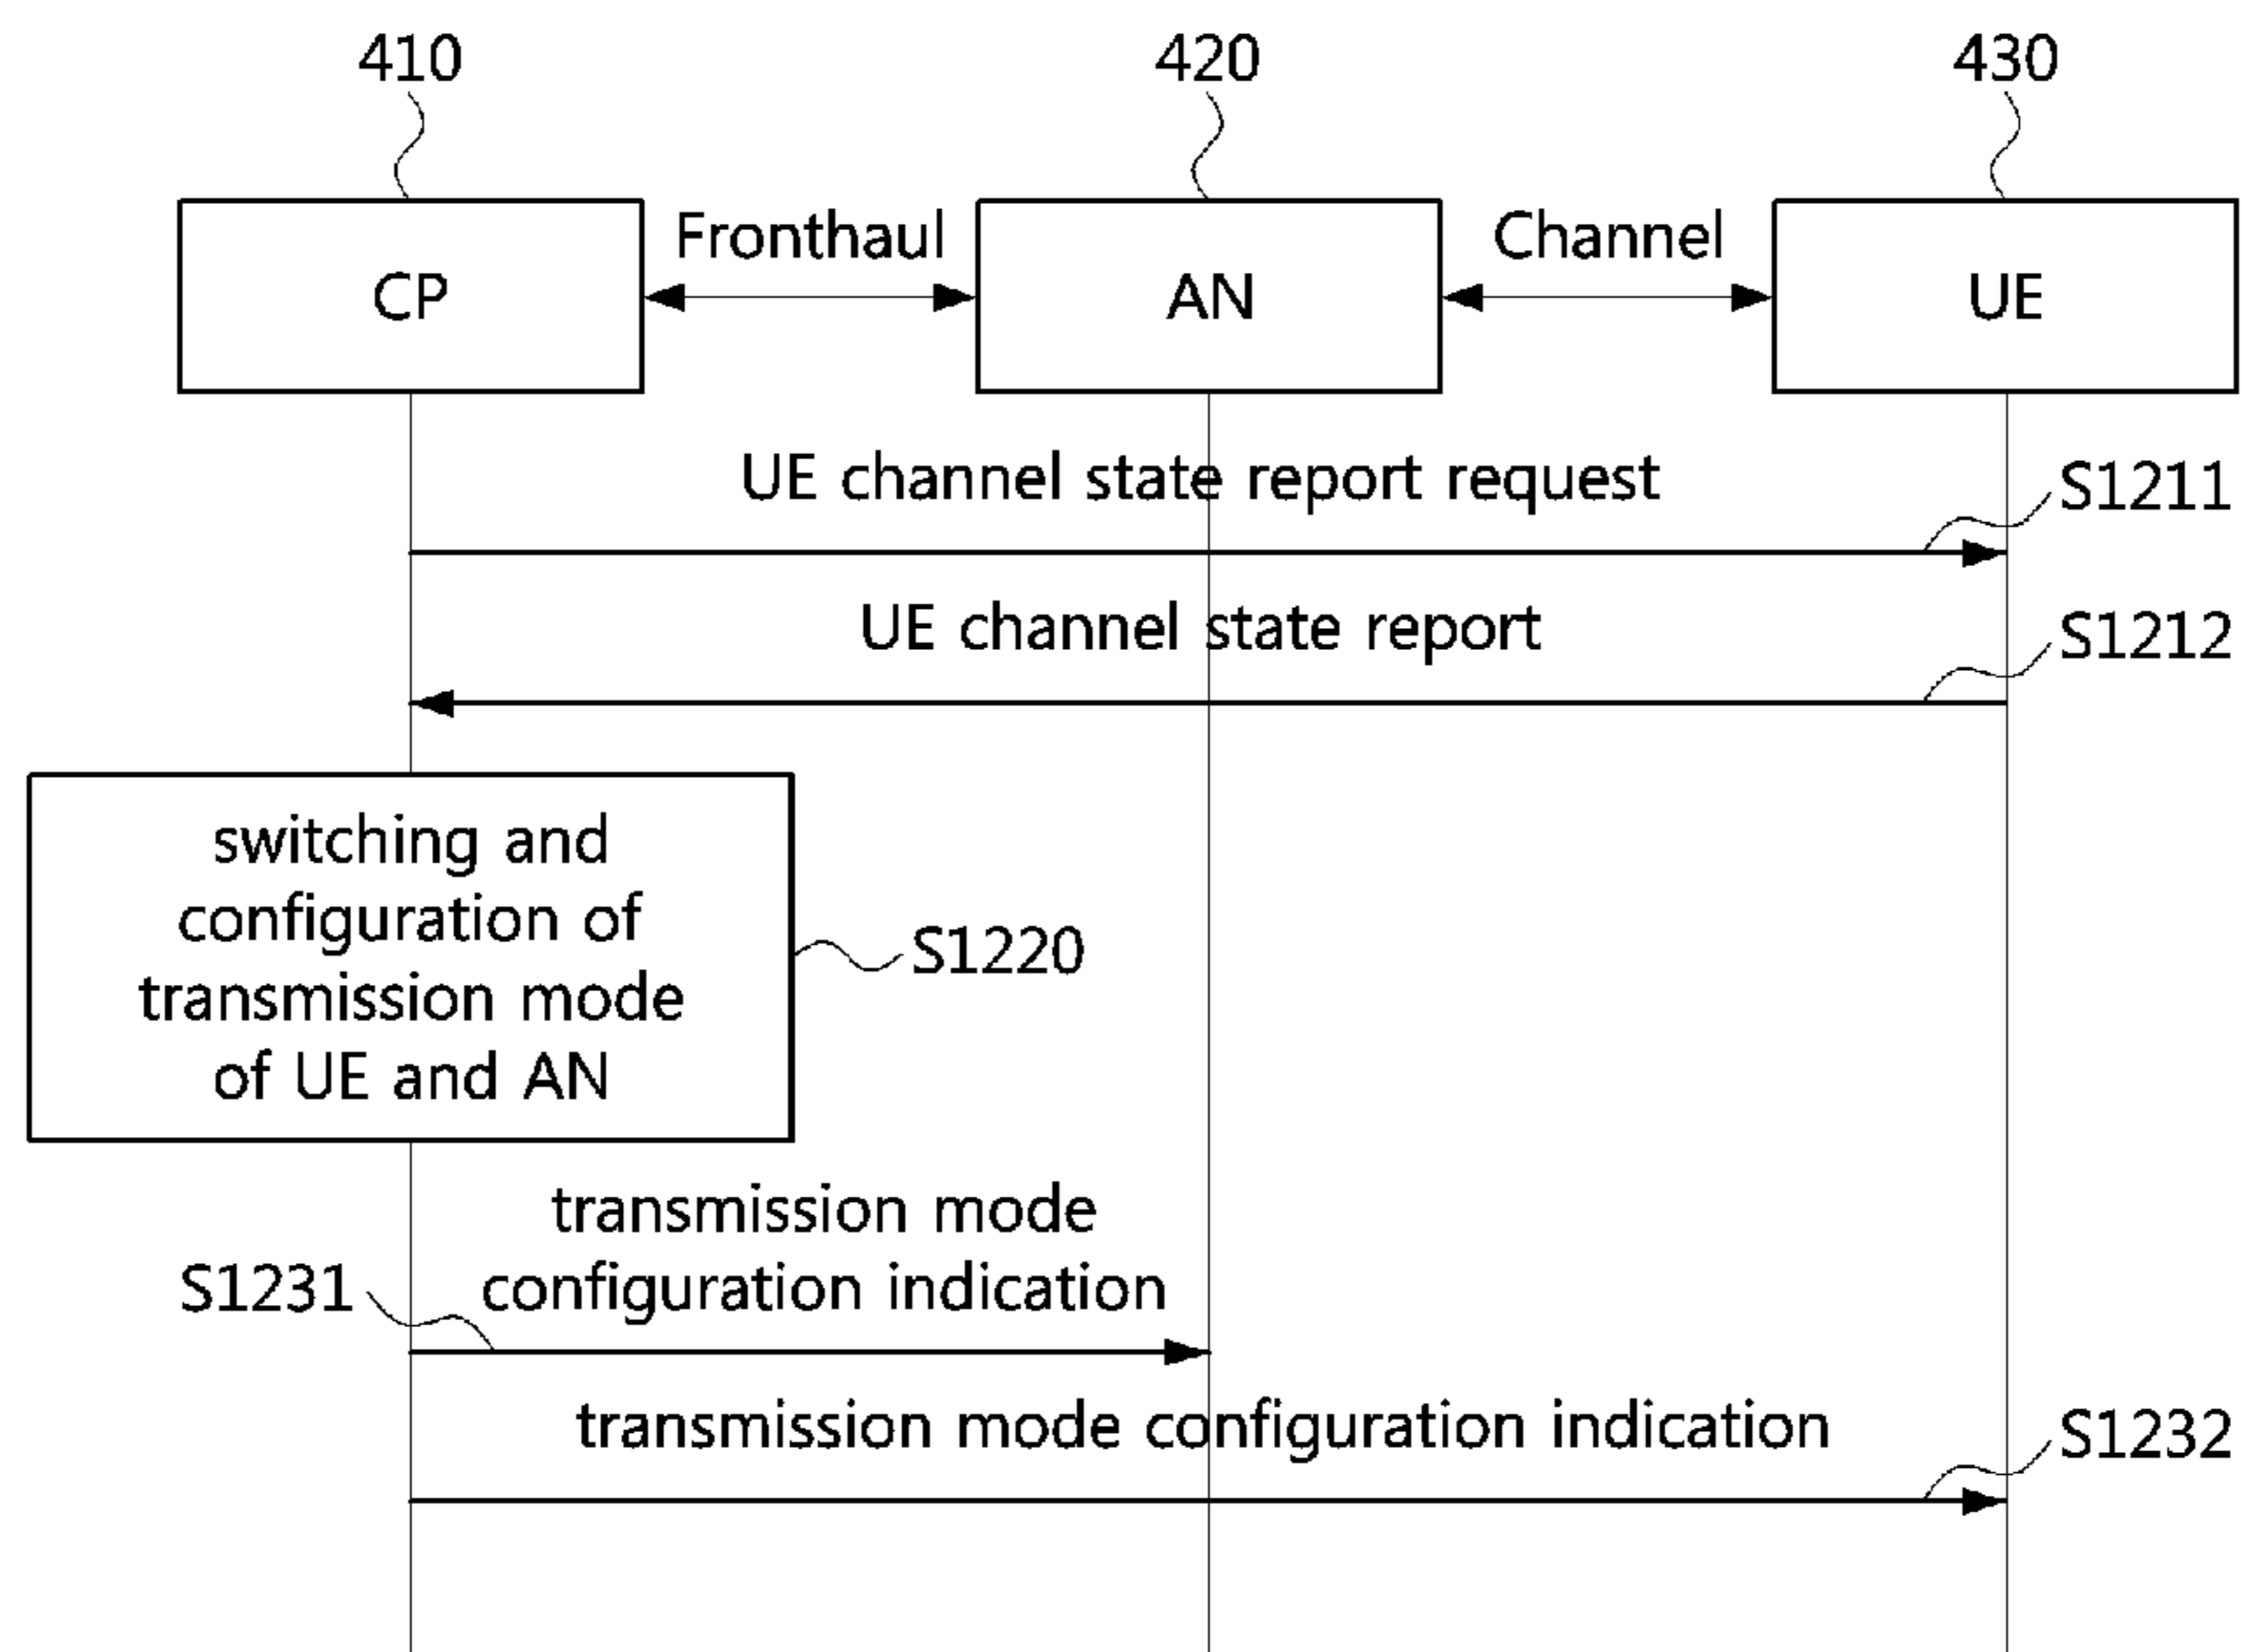 410
420
430
Fronthaul
Channel
CP
AN
UE
UE channel state report request
S1211
UE channel state report
S1212
switching and
configuration of
transmission mode
of UE and AN
S1220
transmission mode
configuration indication
S1231
transmission mode configuration indication
S1232